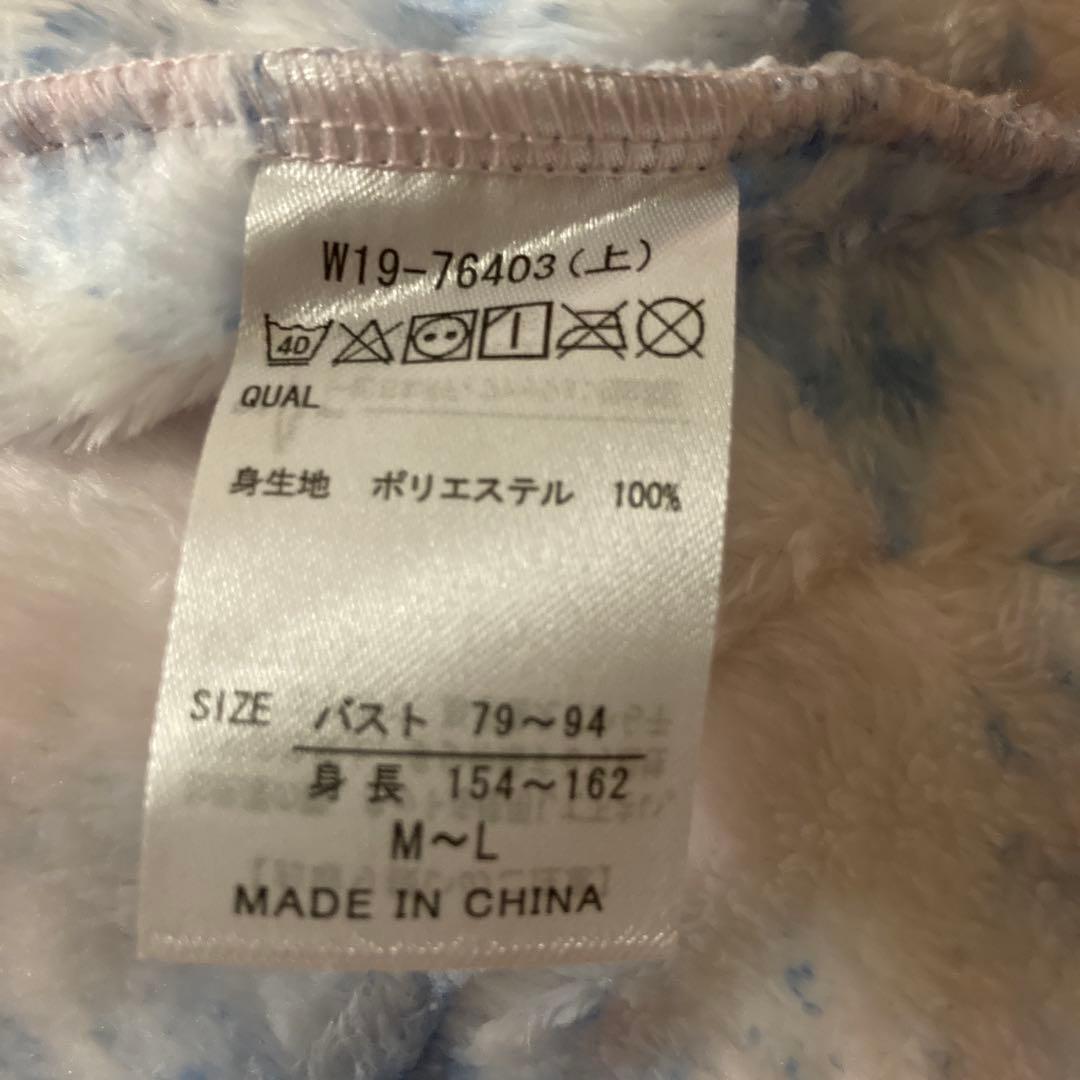 W19-76403(上)
40
QUAL
身生地 ポリエステル 100%
SIZE バスト 79~94
身長 154~162
M~L
MADE IN CHINA